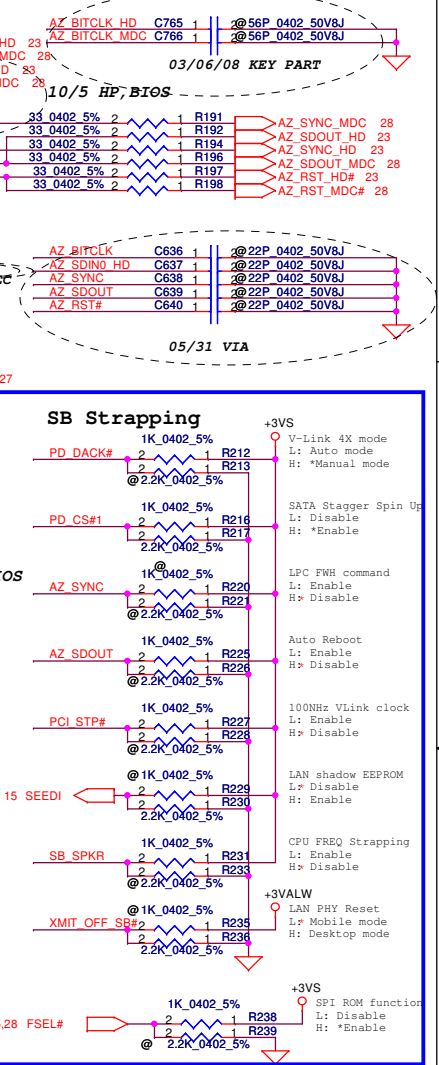 AZ_BITCLK_HD C765 1 2 @56P_0402_50V8J
AZ_BITCLK_MDC C766 1 2 @56P_0402_50V8J
HD 23
MDC 28
D 23
DC 28
03/06/08 KEY PART
10/5 HP,BIOS
33_0402_5% 2 1 R191 AZ_SYNC_MDC 28
33_0402_5% 2 1 R192 AZ_SDOUT_HD 23
33_0402_5% 2 1 R194 AZ_SYNC_HD 23
33_0402_5% 2 1 R196 AZ_SDOUT_MDC 28
33_0402_5% 2 1 R197 AZ_RST_HD# 23
33_0402_5% 2 1 R198 AZ_RST_MDC# 28
AZ_BITCLK C636 1 2 @22P_0402_50V8J
AZ_SDIN0_HD C637 1 2 @22P_0402_50V8J
AZ_SYNC C638 1 2 @22P_0402_50V8J
AZ_SDOUT C639 1 2 @22P_0402_50V8J
AZ_RST# C640 1 2 @22P_0402_50V8J
05/31 VIA
27
SB Strapping
+3VS
1K_0402_5%
PD_DACK# 2 1 R212
2 1 R213
@2.2K_0402_5%
V-Link 4X mode
L: Auto mode
H: *Manual mode
1K_0402_5%
PD_CS#1 2 1 R216
2 1 R217
2.2K_0402_5%
@
SATA Stagger Spin Up
L: Disable
H: *Enable
IOS
1K_0402_5%
AZ_SYNC 2 1 R220
2 1 R221
@2.2K_0402_5%
LPC FWH command
L: Enable
H:* Disable
1K_0402_5%
AZ_SDOUT 2 1 R225
2 1 R226
@2.2K_0402_5%
Auto Reboot
L: Enable
H:* Disable
1K_0402_5%
PCI_STP# 2 1 R227
2 1 R228
@2.2K_0402_5%
100NHz VLink clock
L: Enable
H:* Disable
@1K_0402_5%
15 SEEDI 2 1 R229
2 1 R230
2.2K_0402_5%
LAN shadow EEPROM
L:* Disable
H: Enable
1K_0402_5%
SB_SPKR 2 1 R231
2 1 R233
@2.2K_0402_5%
CPU FREQ Strapping
L: Enable
H:* Disable
+3VALW
@1K_0402_5%
XMIT_OFF_SB# 2 1 R235
2 1 R236
2.2K_0402_5%
LAN PHY Reset
L:* Mobile mode
H: Desktop mode
+3VS
1K_0402_5%
,28 FSEL# 2 1 R238
2 1 R239
@ 2.2K_0402_5%
SPI ROM function
L: Disable
H: *Enable